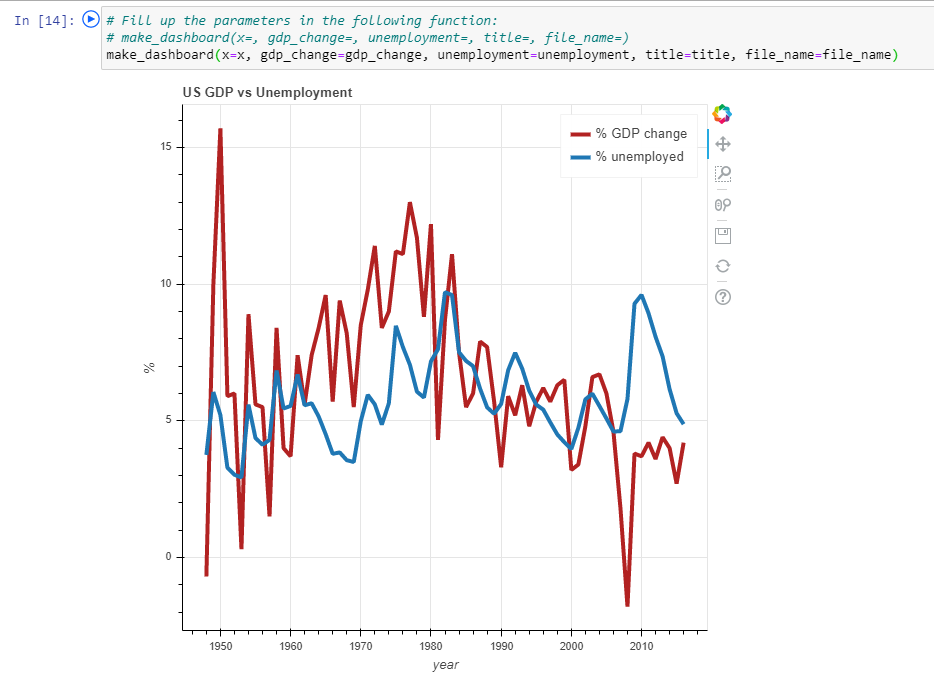 In [14]:
# Fill up the parameters in the following function:
# make_dashboard(x=, gdp_change=, unemployment=, title=, file_name=)
make_dashboard(x=x, gdp_change=gdp_change, unemployment=unemployment, title=title, file_name=file_name)
US GDP vs Unemployment
% GDP change
% unemployed
15
10
5
0
%
1950 1960 1970 1980 1990 2000 2010
year